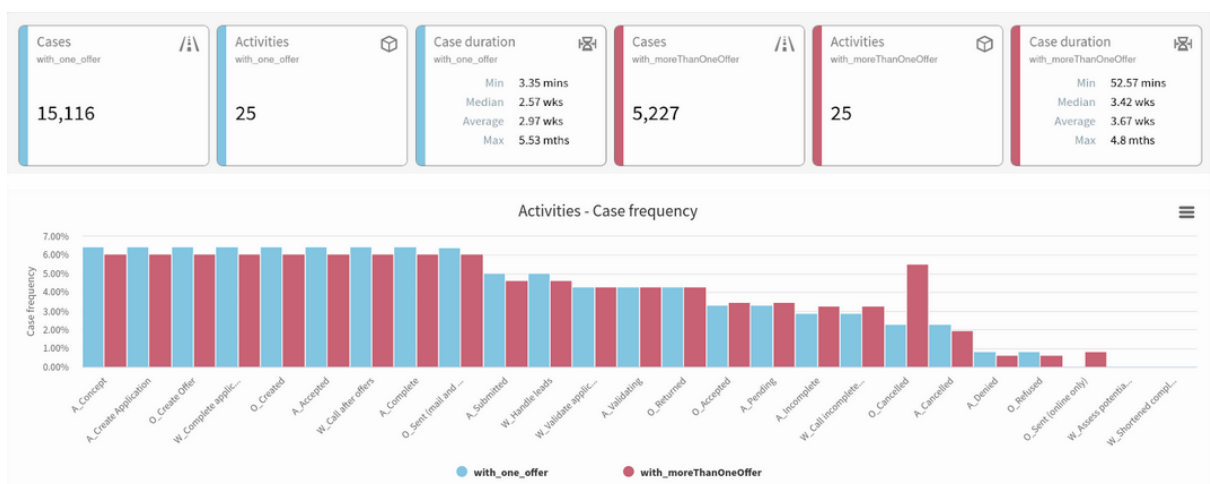 Cases
with_one_offer
15,116
Activities
with_one_offer
25
Case duration
with_one_offer
Min 3.35 mins
Median 2.57 wks
Average 2.97 wks
Max 5.53 mths
Cases
with_moreThanOneOffer
5,227
Activities
with_moreThanOneOffer
25
Case duration
with_moreThanOneOffer
Min 52.57 mins
Median 3.42 wks
Average 3.67 wks
Max 4.8 mths
Activities - Case frequency
Case frequency
7.00%
6.00%
5.00%
4.00%
3.00%
2.00%
1.00%
0.00%
A_Concept
A_Create Application
O_Create Offer
W_Complete applic...
O_Created
A_Accepted
W_Call after offers
A_Complete
O_Sent (mail and ...
A_Submitted
W_Handle leads
W_Validate applic...
A_Validating
O_Returned
O_Accepted
A_Pending
A_Incomplete
W_Call incomplete...
O_Cancelled
A_Cancelled
A_Denied
O_Refused
O_Sent (online only)
W_Assess potentia...
W_Shortened compl...
with_one_offer
with_moreThanOneOffer